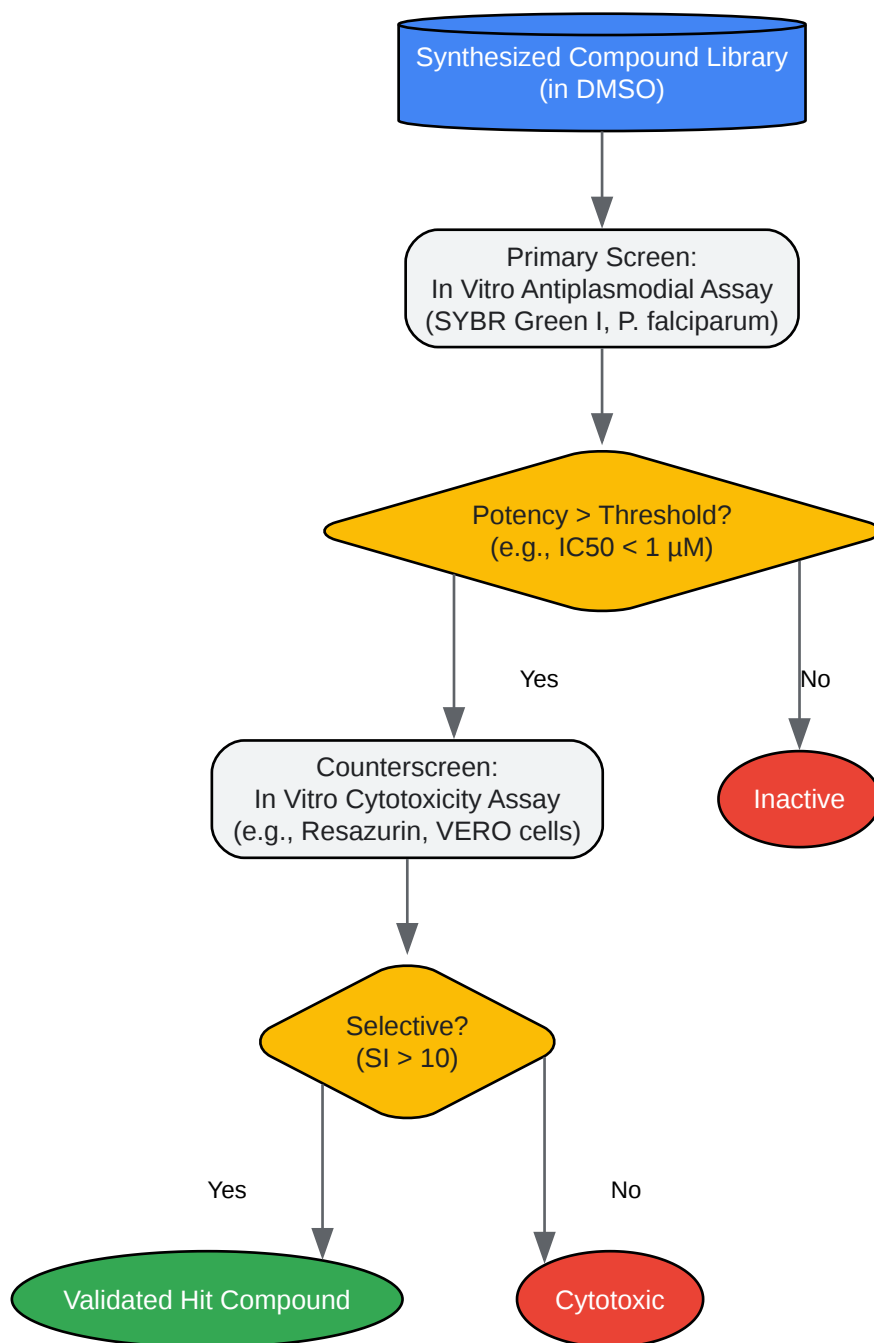 Synthesized Compound Library
(in DMSO)
Primary Screen:
In Vitro Antiplasmodial Assay
(SYBR Green I, P. falciparum)
Potency > Threshold?
(e.g., IC50 < 1 µM)
Yes
No
Counterscreen:
In Vitro Cytotoxicity Assay
(e.g., Resazurin, VERO cells)
Inactive
Selective?
(SI > 10)
Yes
No
Validated Hit Compound
Cytotoxic